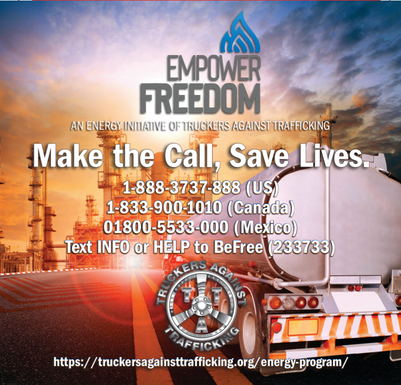 EMPOWER
FREEDOM
AN ENERGY INITIATIVE OF TRUCKERS AGAINST TRAFFICKING
Make the Call, Save Lives.
1-888-3737-888 (US)
1-833-900-1010 (Canada)
01800-5533-000 (Mexico)
Text INFO or HELP to BeFree (233733)
TRUCKERS AGAINST
TAT
TRAFFICKING
https://truckersagainsttrafficking.org/energy-program/